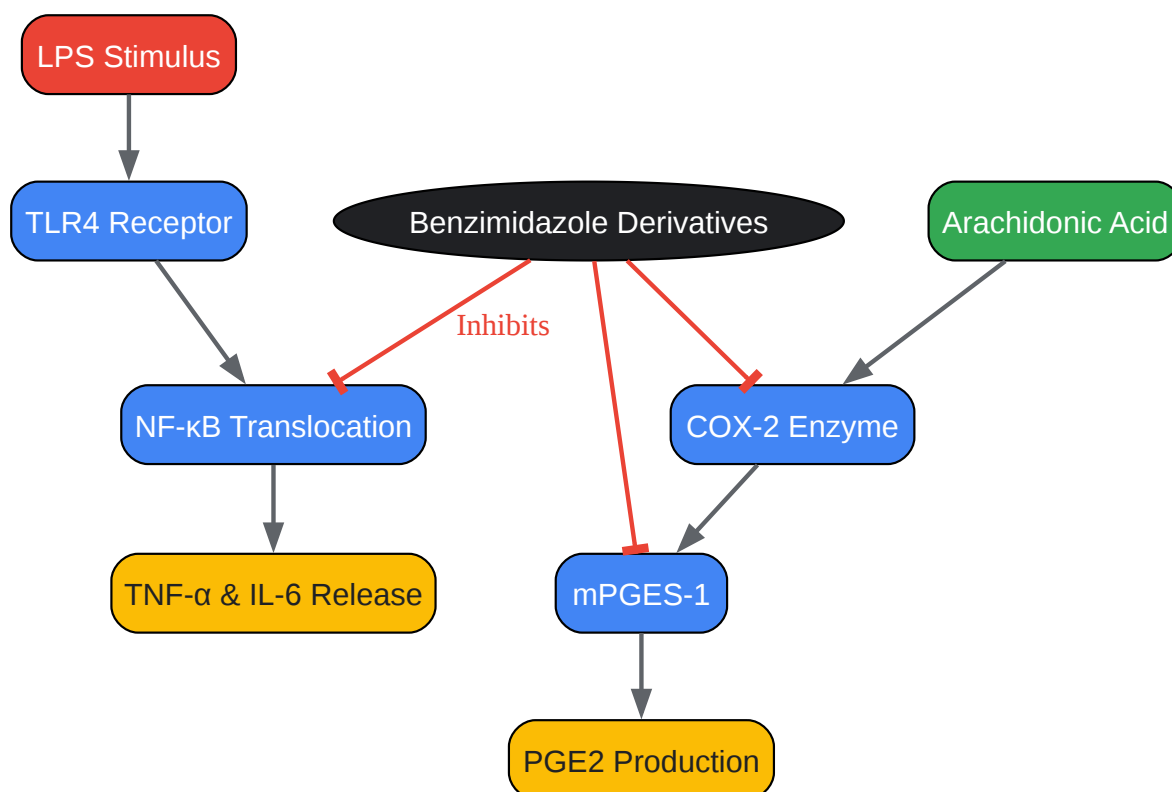 LPS Stimulus
TLR4 Receptor
Benzimidazole Derivatives
Arachidonic Acid
Inhibits
NF-κB Translocation
COX-2 Enzyme
TNF-α & IL-6 Release
mPGES-1
PGE2 Production